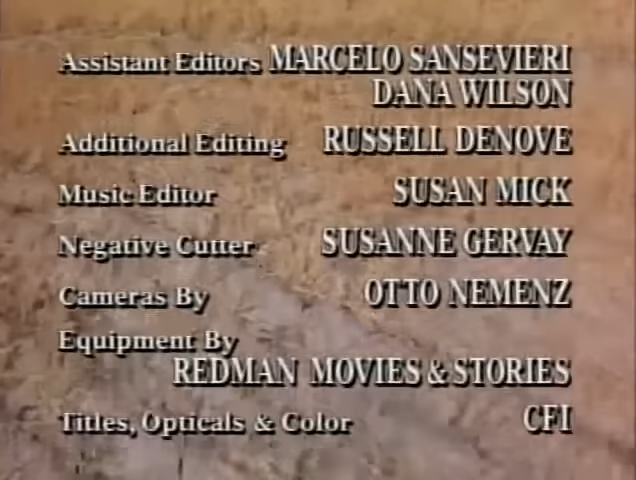 Assistant Editors MARCELO SANSEVIERI
DANA WILSON
Additional Editing RUSSELL DENOVE
Music Editor SUSAN MICK
Negative Cutter SUSANNE GERVAY
Cameras By OTTO NEMENZ
Equipment By
REDMAN MOVIES & STORIES
Titles, Opticals & Color CFI